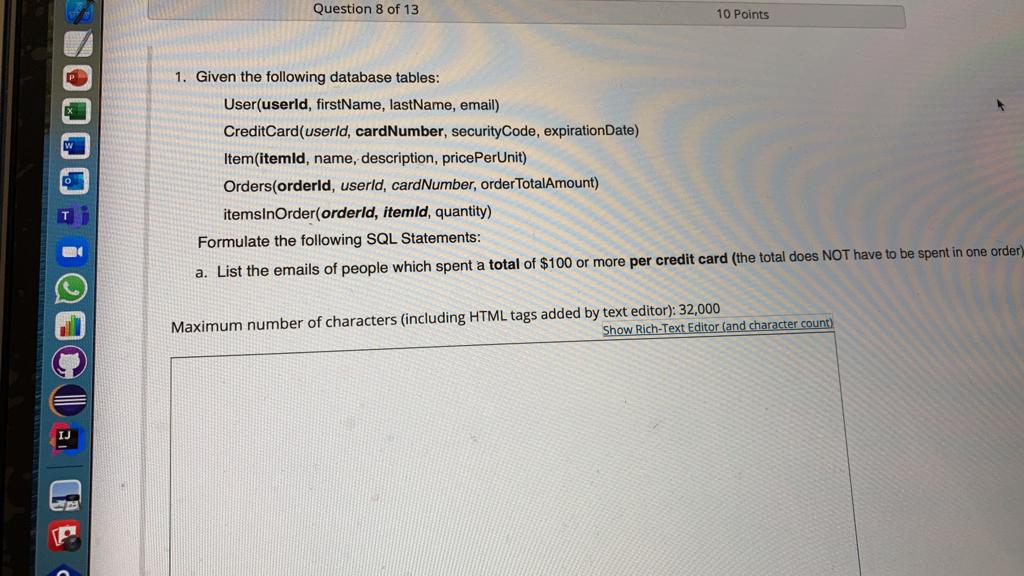 Question 8 of 13
10 Points
1. Given the following database tables:
User(userId, firstName, lastName, email)
CreditCard(userId, cardNumber, securityCode, expirationDate)
Item(itemId, name, description, pricePerUnit)
Orders(orderId, userId, cardNumber, orderTotalAmount)
itemsInOrder(orderId, itemId, quantity)
Formulate the following SQL Statements:
a. List the emails of people which spent a total of $100 or more per credit card (the total does NOT have to be spent in one order)
Maximum number of characters (including HTML tags added by text editor): 32,000
Show Rich-Text Editor (and character count)
P
X
W
O
T
IJ